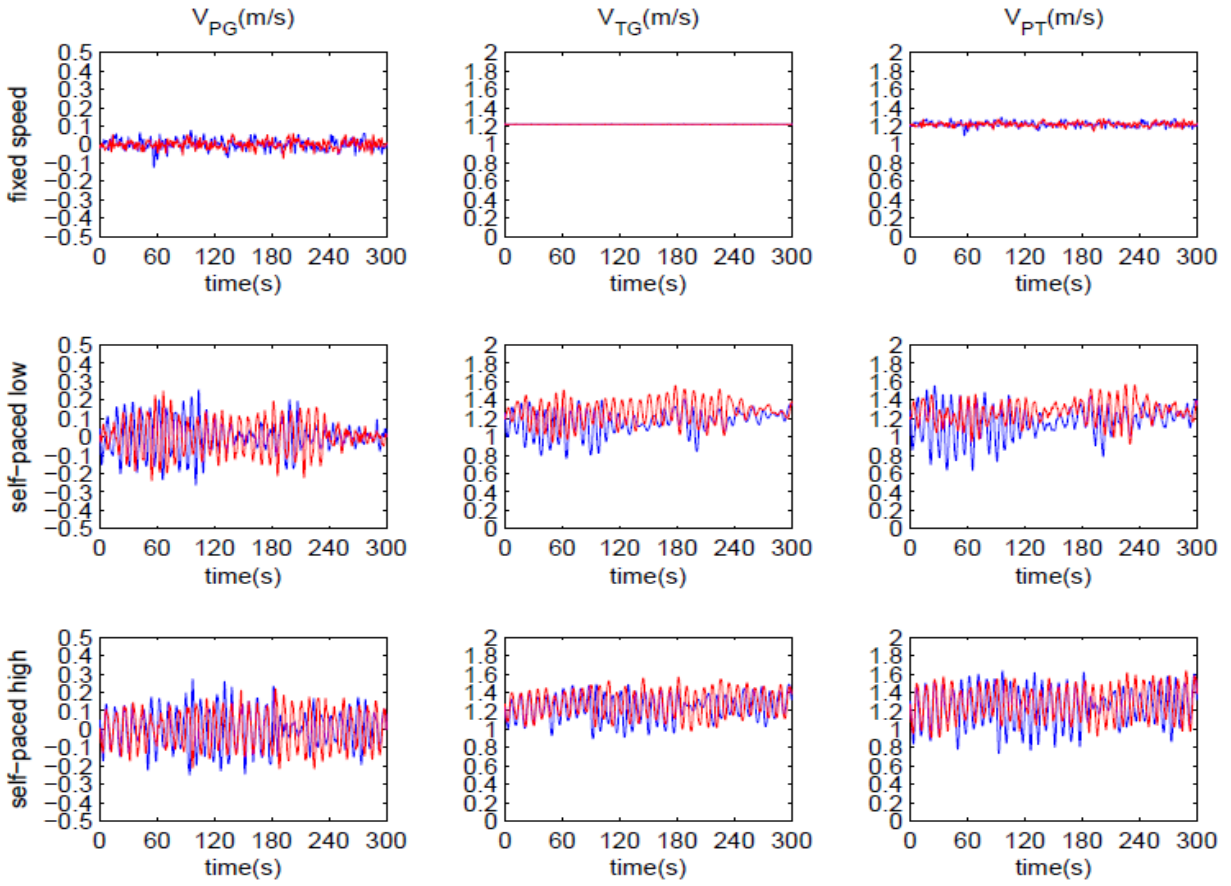 V_PG(m/s) V_TG(m/s) V_PT(m/s)
fixed speed
0.5 2 2
0.4 1.8 1.8
0.3 1.6 1.6
0.2 1.4 1.4
0.1 1.2 1.2
0 1 1
−0.1 0.8 0.8
−0.2 0.6 0.6
−0.3 0.4 0.4
−0.4 0.2 0.2
−0.5 0 0
0 60 120 180 240 300 0 60 120 180 240 300 0 60 120 180 240 300
time(s) time(s) time(s)
self−paced low
0.5 2 2
0.4 1.8 1.8
0.3 1.6 1.6
0.2 1.4 1.4
0.1 1.2 1.2
0 1 1
−0.1 0.8 0.8
−0.2 0.6 0.6
−0.3 0.4 0.4
−0.4 0.2 0.2
−0.5 0 0
0 60 120 180 240 300 0 60 120 180 240 300 0 60 120 180 240 300
time(s) time(s) time(s)
self−paced high
0.5 2 2
0.4 1.8 1.8
0.3 1.6 1.6
0.2 1.4 1.4
0.1 1.2 1.2
0 1 1
−0.1 0.8 0.8
−0.2 0.6 0.6
−0.3 0.4 0.4
−0.4 0.2 0.2
−0.5 0 0
0 60 120 180 240 300 0 60 120 180 240 300 0 60 120 180 240 300
time(s) time(s) time(s)